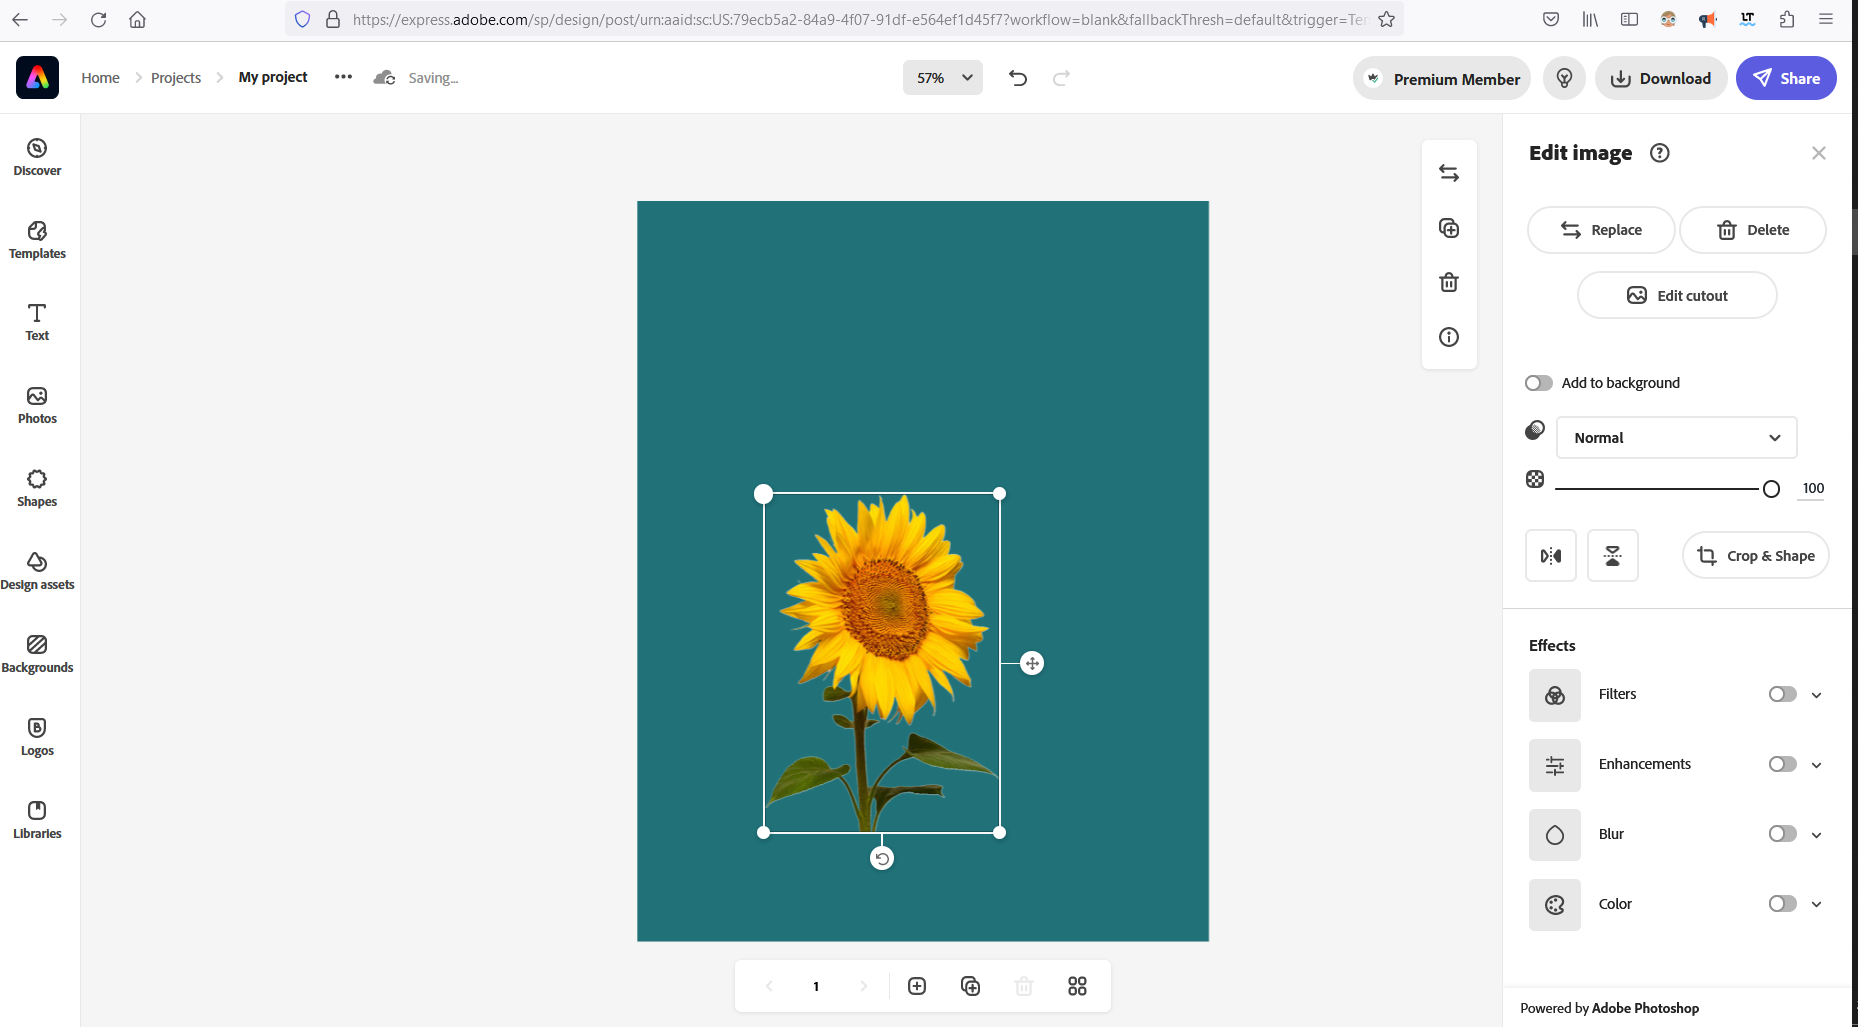 https://express.adobe.com/sp/design/post/urn:aaid:sc:US:79ecb5a2-84a9-4f07-91df-e564ef1d45f7?workflow=blank&fallbackThresh=default&trigger=Ter
LT
Home Projects My project ••• Saving...
57%
Premium Member
Download
Share
Discover
Templates
Text
Photos
Shapes
Design assets
Backgrounds
Logos
Libraries
1
Edit image
Replace Delete
Edit cutout
Add to background
Normal
100
Crop & Shape
Effects
Filters
Enhancements
Blur
Color
Powered by Adobe Photoshop